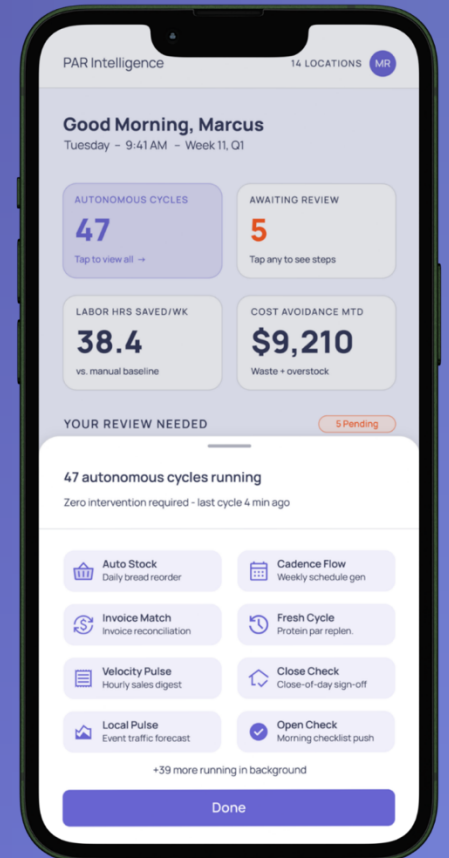 PAR Intelligence
14 LOCATIONS
MR
Good Morning, Marcus
Tuesday – 9:41 AM – Week 11, Q1
AUTONOMOUS CYCLES
47
Tap to view all →
AWAITING REVIEW
5
Tap any to see steps
LABOR HRS SAVED/WK
38.4
vs. manual baseline
COST AVOIDANCE MTD
$9,210
Waste + overstock
YOUR REVIEW NEEDED
5 Pending
47 autonomous cycles running
Zero intervention required - last cycle 4 min ago
Auto Stock
Daily bread reorder
Cadence Flow
Weekly schedule gen
Invoice Match
Invoice reconciliation
Fresh Cycle
Protein par replen.
Velocity Pulse
Hourly sales digest
Close Check
Close-of-day sign-off
Local Pulse
Event traffic forecast
Open Check
Morning checklist push
+39 more running in background
Done